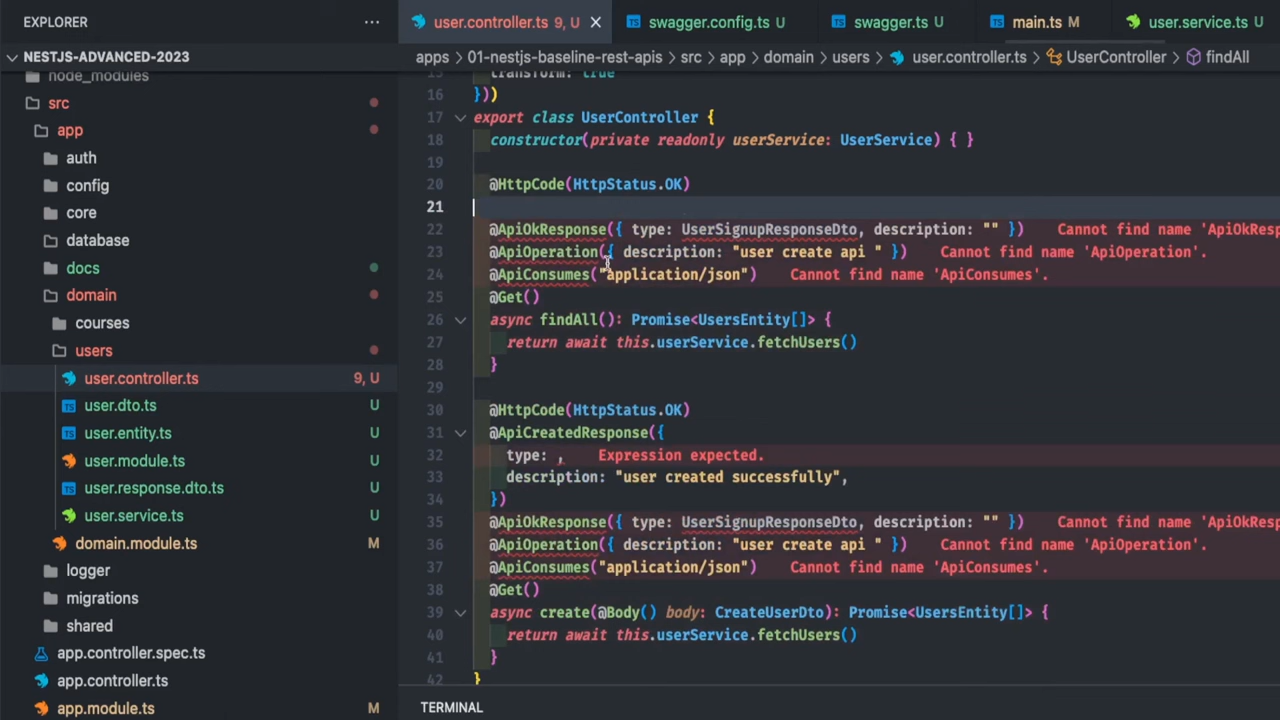 EXPLORER
···
user.controller.ts 9, U
swagger.config.ts U
swagger.ts U
main.ts M
user.service.ts U
NESTJS-ADVANCED-2023
apps > 01-nestjs-baseline-rest-apis > src > app > domain > users > user.controller.ts > UserController > findAll
node_modules
src
app
auth
config
core
database
docs
domain
courses
users
user.controller.ts 9, U
user.dto.ts U
user.entity.ts U
user.module.ts U
user.response.dto.ts U
user.service.ts U
domain.module.ts M
logger
migrations
shared
app.controller.spec.ts
app.controller.ts
app.module.ts M
15 transform: true
16 }))
17 export class UserController {
18 constructor(private readonly userService: UserService) { }
19
20 @HttpCode(HttpStatus.OK)
21
22 @ApiOkResponse({ type: UserSignupResponseDto, description: "" }) Cannot find name 'ApiOkResp
23 @ApiOperation({ description: "user create api " }) Cannot find name 'ApiOperation'.
24 @ApiConsumes("application/json") Cannot find name 'ApiConsumes'.
25 @Get()
26 async findAll(): Promise<UsersEntity[]> {
27 return await this.userService.fetchUsers()
28 }
29
30 @HttpCode(HttpStatus.OK)
31 @ApiCreatedResponse({
32 type: , Expression expected.
33 description: "user created successfully",
34 })
35 @ApiOkResponse({ type: UserSignupResponseDto, description: "" }) Cannot find name 'ApiOkResp
36 @ApiOperation({ description: "user create api " }) Cannot find name 'ApiOperation'.
37 @ApiConsumes("application/json") Cannot find name 'ApiConsumes'.
38 @Get()
39 async create(@Body() body: CreateUserDto): Promise<UsersEntity[]> {
40 return await this.userService.fetchUsers()
41 }
42 }
TERMINAL